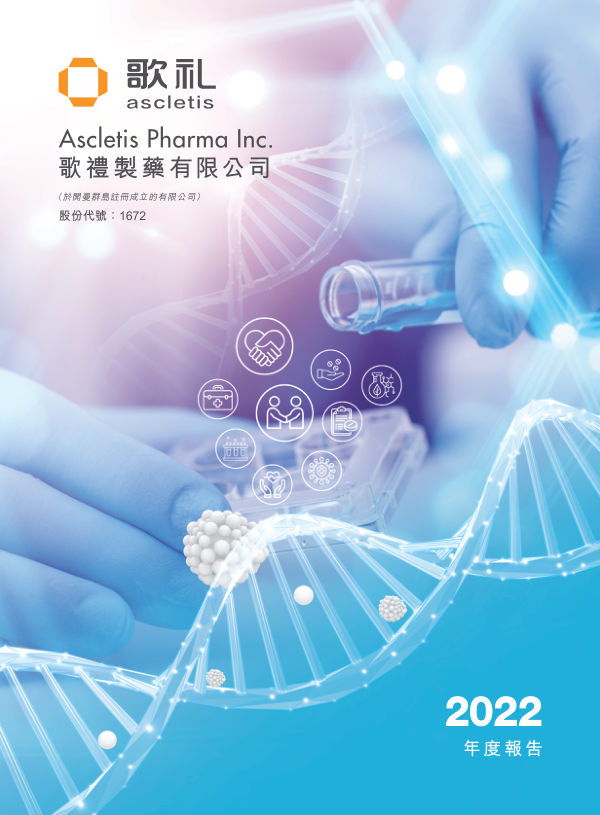 歌礼
ascletis
Ascletis Pharma Inc.
歌禮製藥有限公司
（於開曼群島註冊成立的有限公司）
股份代號：1672
2022
年度報告